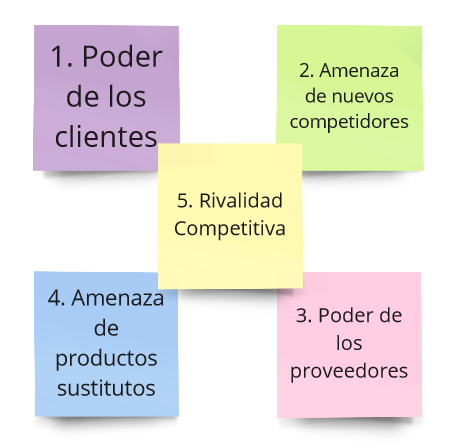 1. Poder
de los
clientes
2. Amenaza
de nuevos
competidores
5. Rivalidad
Competitiva
4. Amenaza
de
productos
sustitutos
3. Poder de
los
proveedores